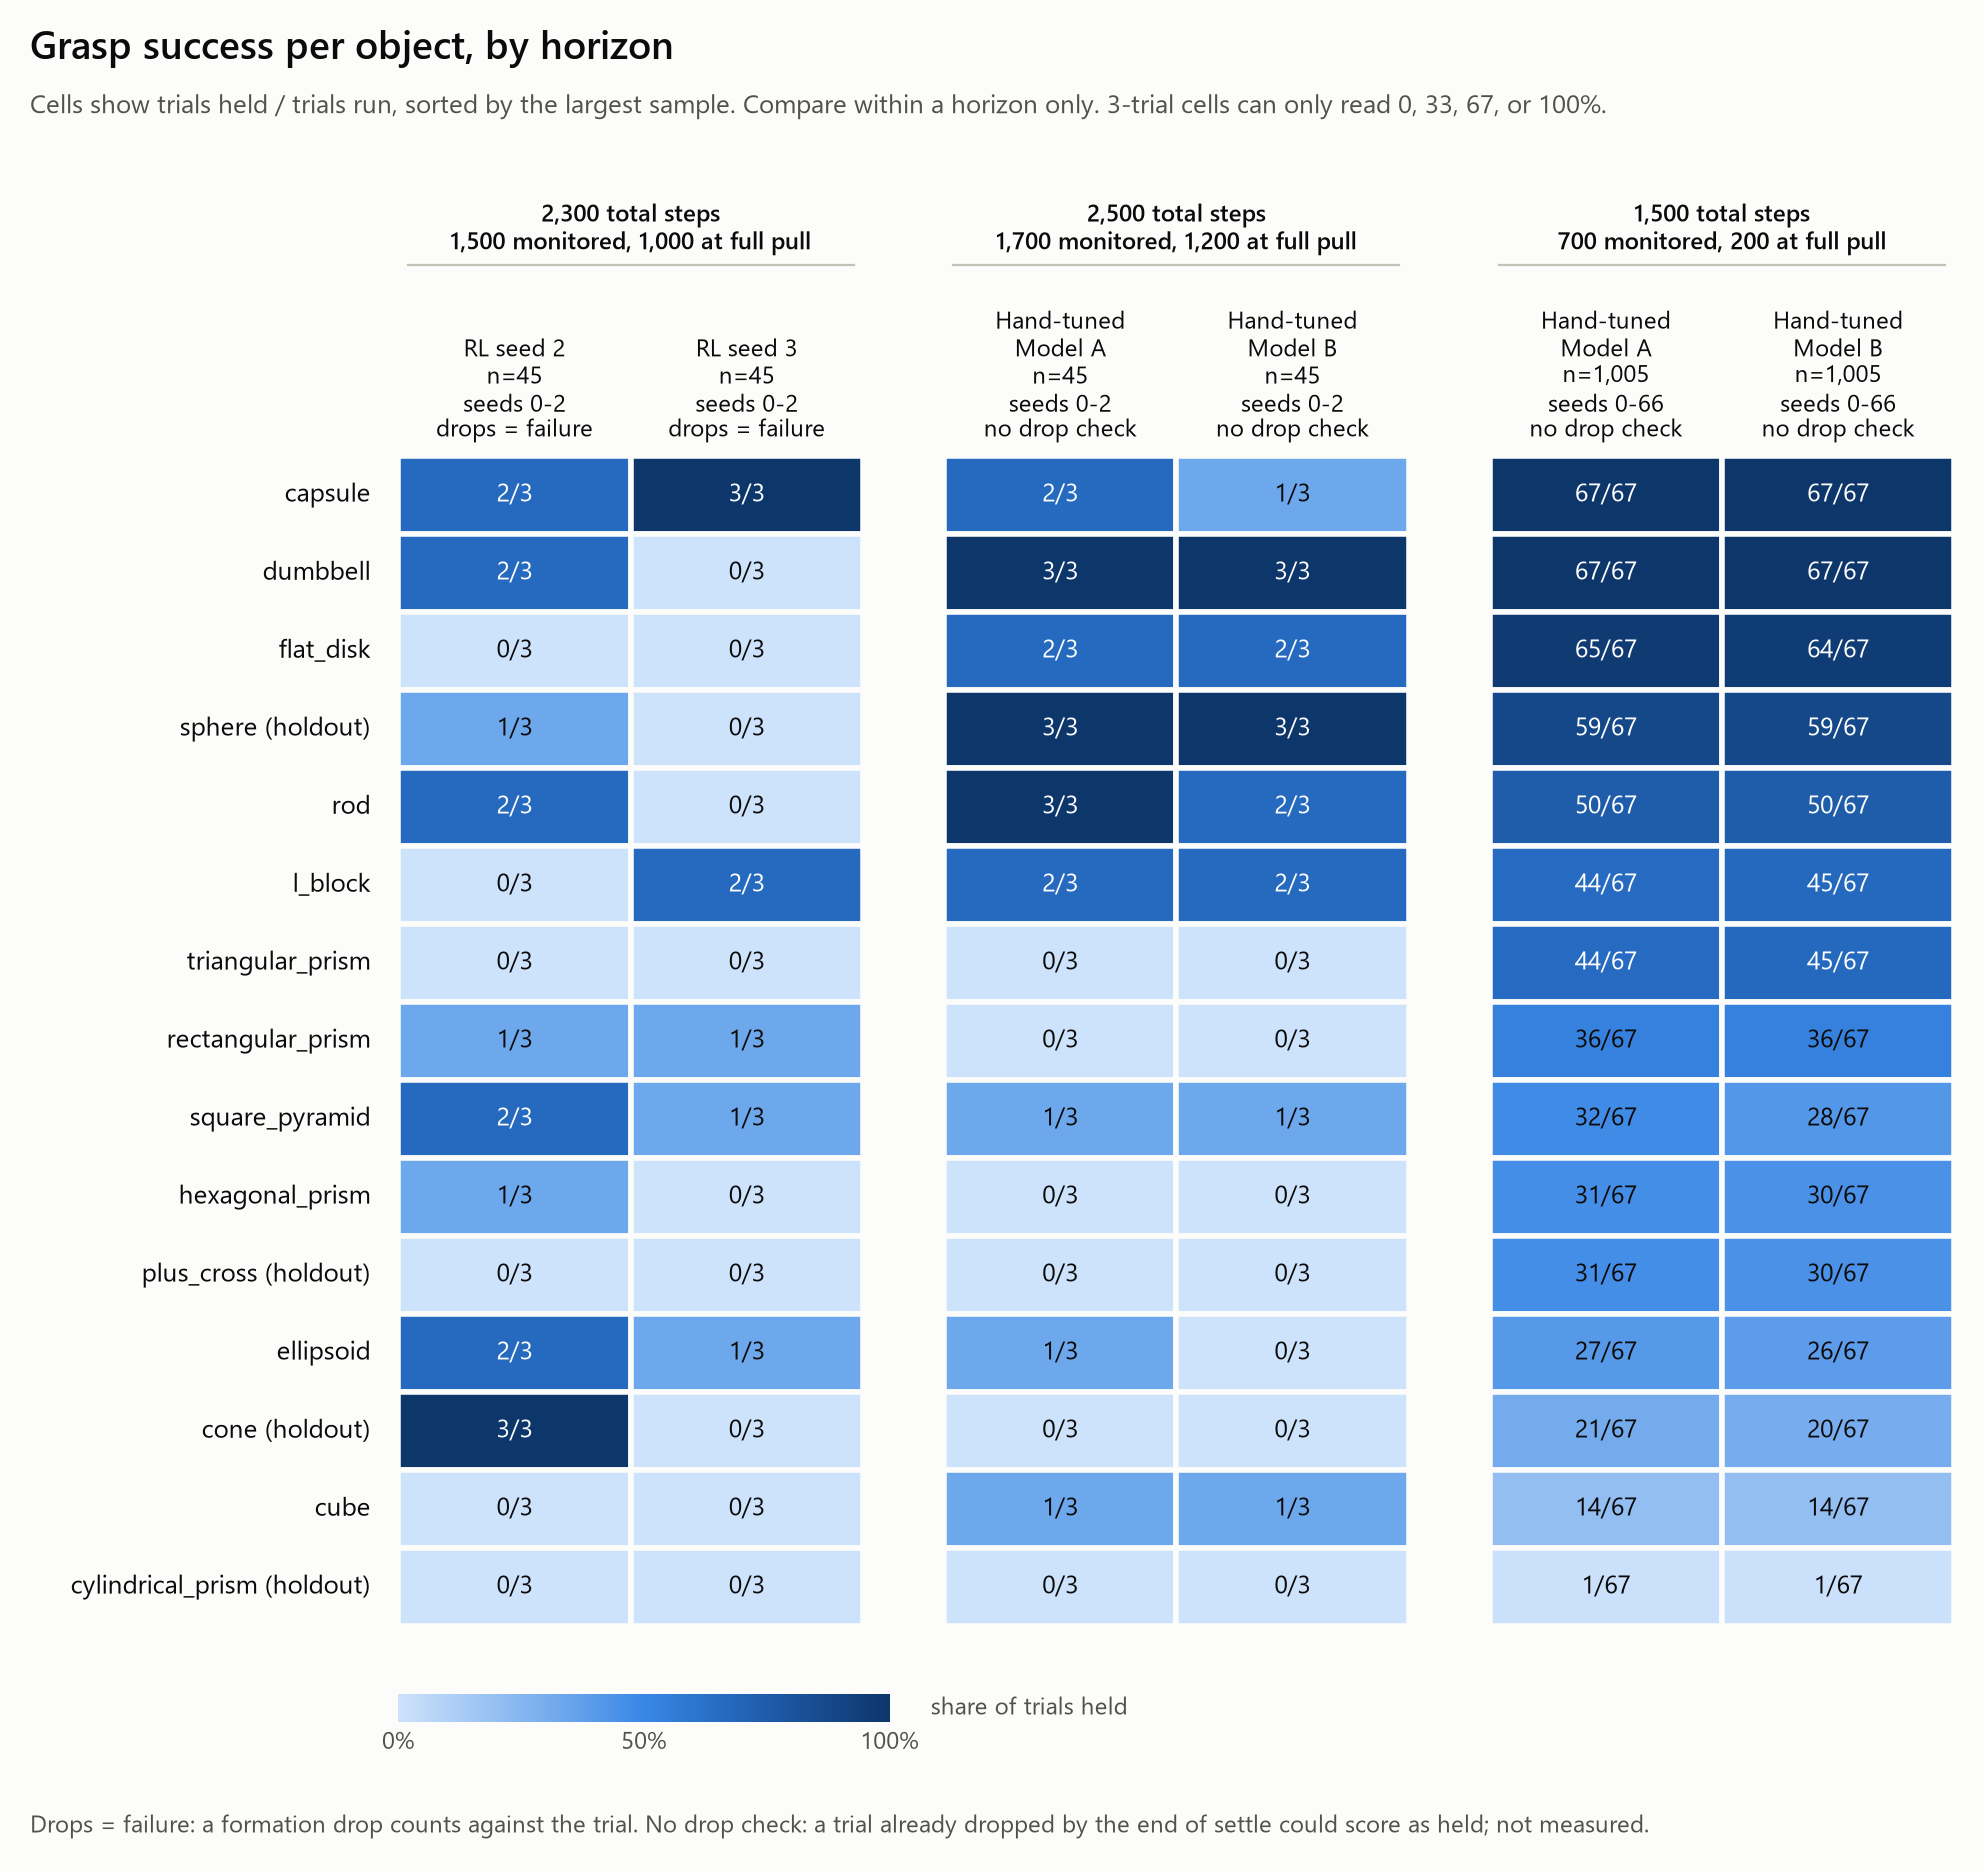 Grasp success per object, by horizon
Cells show trials held / trials run, sorted by the largest sample. Compare within a horizon only. 3-trial cells can only read 0, 33, 67, or 100%.
2,300 total steps
1,500 monitored, 1,000 at full pull
2,500 total steps
1,700 monitored, 1,200 at full pull
1,500 total steps
700 monitored, 200 at full pull
RL seed 2
n=45
seeds 0-2
drops = failure
RL seed 3
n=45
seeds 0-2
drops = failure
Hand-tuned
Model A
n=45
seeds 0-2
no drop check
Hand-tuned
Model B
n=45
seeds 0-2
no drop check
Hand-tuned
Model A
n=1,005
seeds 0-66
no drop check
Hand-tuned
Model B
n=1,005
seeds 0-66
no drop check
capsule 2/3 3/3 2/3 1/3 67/67 67/67
dumbbell 2/3 0/3 3/3 3/3 67/67 67/67
flat_disk 0/3 0/3 2/3 2/3 65/67 64/67
sphere (holdout) 1/3 0/3 3/3 3/3 59/67 59/67
rod 2/3 0/3 3/3 2/3 50/67 50/67
l_block 0/3 2/3 2/3 2/3 44/67 45/67
triangular_prism 0/3 0/3 0/3 0/3 44/67 45/67
rectangular_prism 1/3 1/3 0/3 0/3 36/67 36/67
square_pyramid 2/3 1/3 1/3 1/3 32/67 28/67
hexagonal_prism 1/3 0/3 0/3 0/3 31/67 30/67
plus_cross (holdout) 0/3 0/3 0/3 0/3 31/67 30/67
ellipsoid 2/3 1/3 1/3 0/3 27/67 26/67
cone (holdout) 3/3 0/3 0/3 0/3 21/67 20/67
cube 0/3 0/3 1/3 1/3 14/67 14/67
cylindrical_prism (holdout) 0/3 0/3 0/3 0/3 1/67 1/67
share of trials held
0% 50% 100%
Drops = failure: a formation drop counts against the trial. No drop check: a trial already dropped by the end of settle could score as held; not measured.